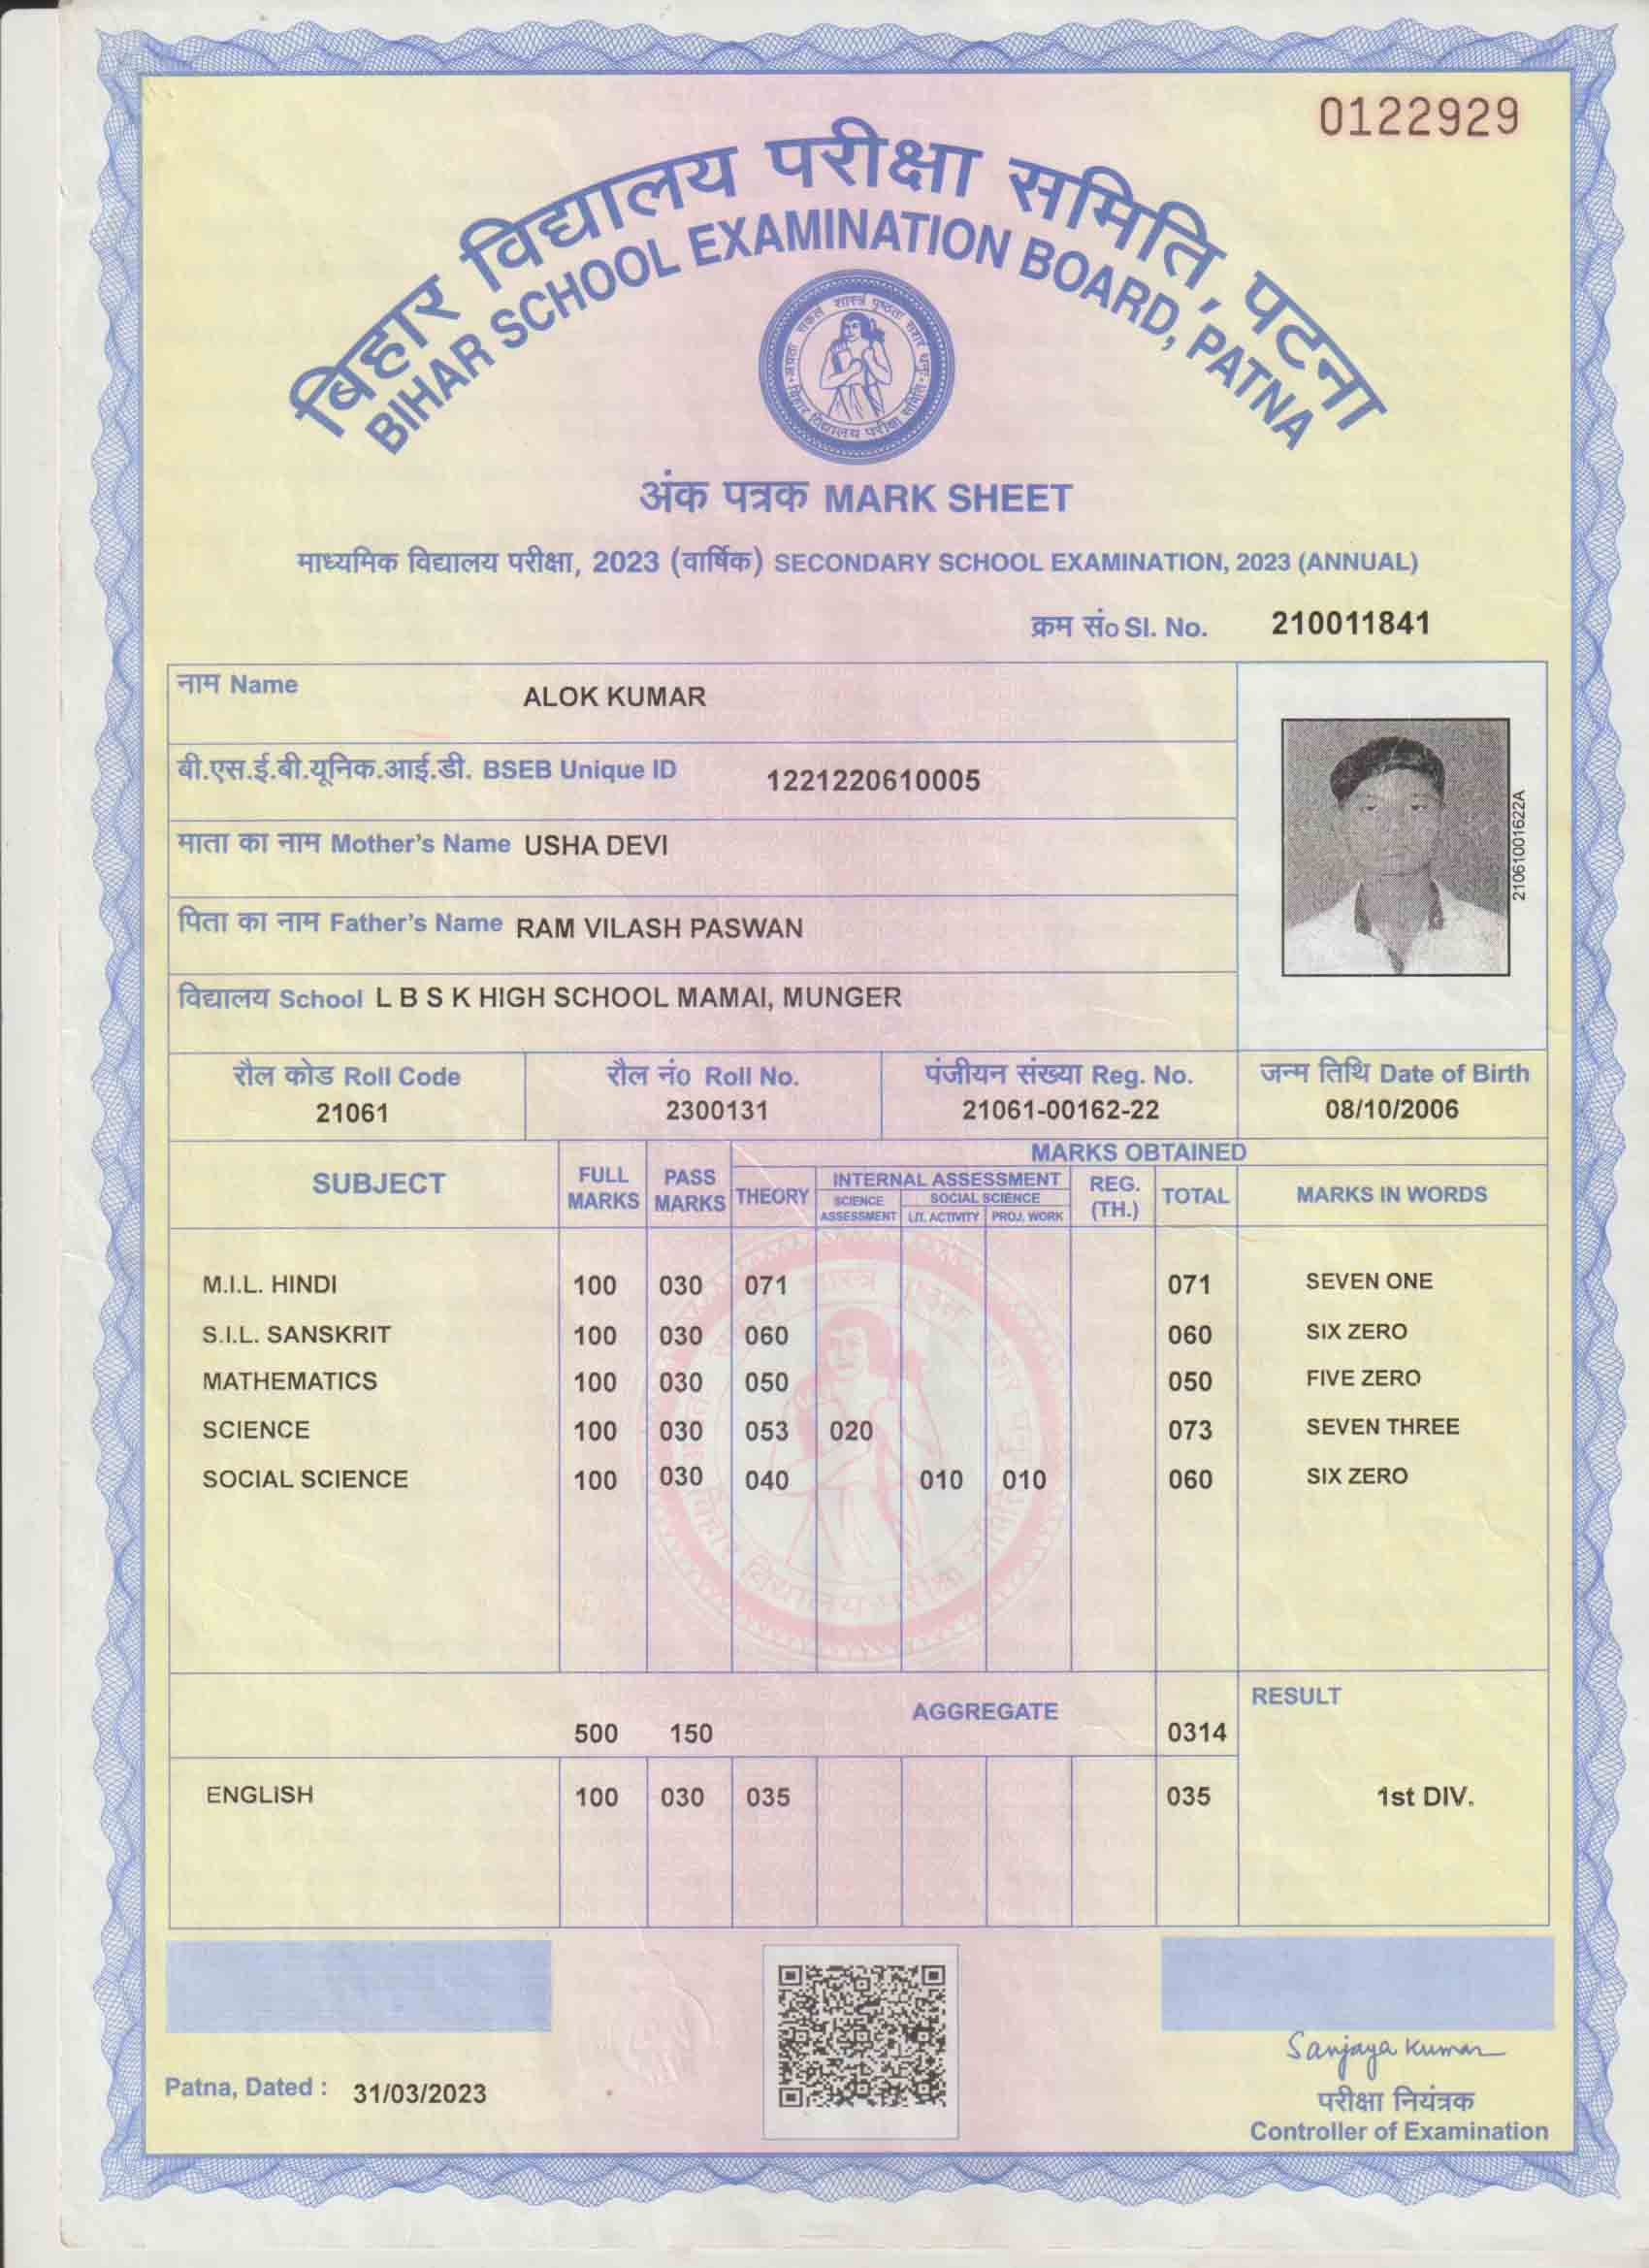 0122929
बिहार विद्यालय परीक्षा समिति, पटना
BIHAR SCHOOL EXAMINATION BOARD, PATNA
अंक पत्रक MARK SHEET
माध्यमिक विद्यालय परीक्षा, 2023 (वार्षिक) SECONDARY SCHOOL EXAMINATION, 2023 (ANNUAL)
क्रम सं० Sl. No. 210011841
नाम Name ALOK KUMAR
बी.एस.ई.बी.यूनिक.आई.डी. BSEB Unique ID 1221220610005
माता का नाम Mother's Name USHA DEVI
पिता का नाम Father's Name RAM VILASH PASWAN
विद्यालय School L B S K HIGH SCHOOL MAMAI, MUNGER
210610016​22A
रौल कोड Roll Code रौल नं० Roll No. पंजीयन संख्या Reg. No. जन्म तिथि Date of Birth
21061 2300131 21061-00162-22 08/10/2006
MARKS OBTAINED
SUBJECT FULL MARKS PASS MARKS THEORY INTERNAL ASSESSMENT REG. (TH.) TOTAL MARKS IN WORDS
SCIENCE ASSESSMENT SOCIAL SCIENCE
LIT. ACTIVITY PROJ. WORK
M.I.L. HINDI 100 030 071 071 SEVEN ONE
S.I.L. SANSKRIT 100 030 060 060 SIX ZERO
MATHEMATICS 100 030 050 050 FIVE ZERO
SCIENCE 100 030 053 020 073 SEVEN THREE
SOCIAL SCIENCE 100 030 040 010 010 060 SIX ZERO
AGGREGATE RESULT
500 150 0314
ENGLISH 100 030 035 035 1st DIV.
Sanjaya Kumar
Patna, Dated : 31/03/2023
परीक्षा नियंत्रक
Controller of Examination